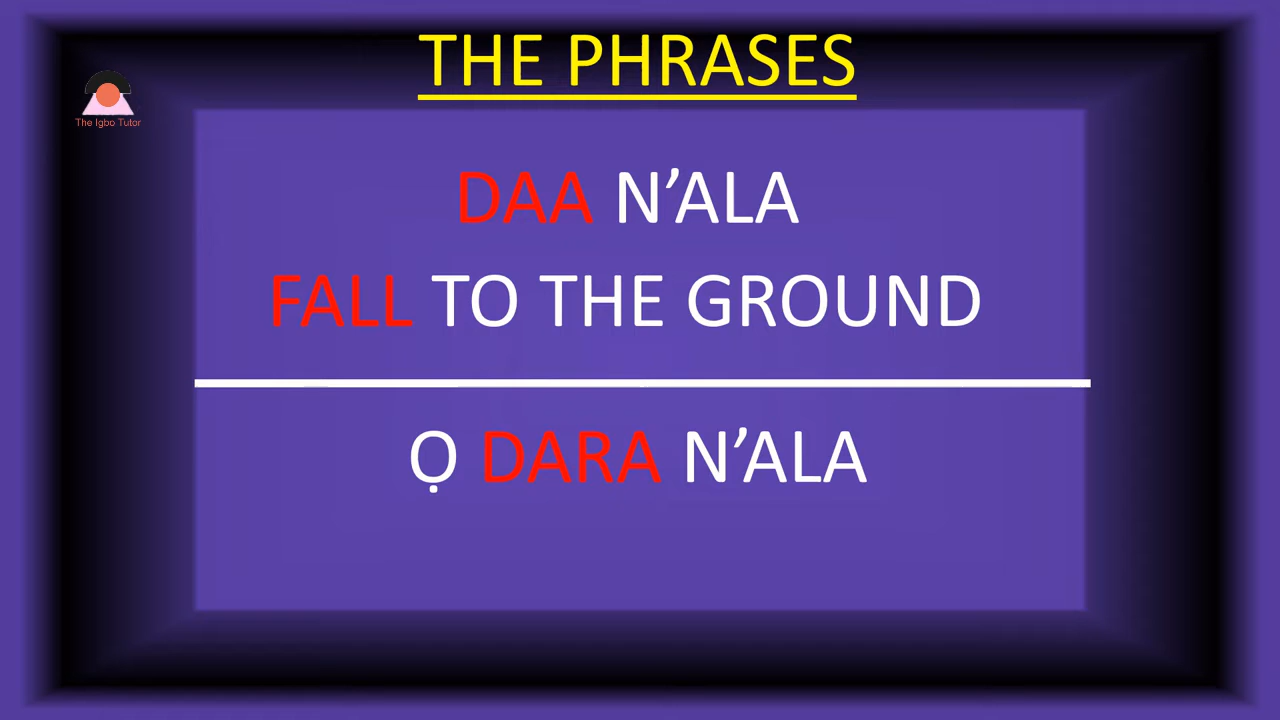 THE PHRASES
The Igbo Tutor
DAA N’ALA
FALL TO THE GROUND
Ọ DARA N’ALA